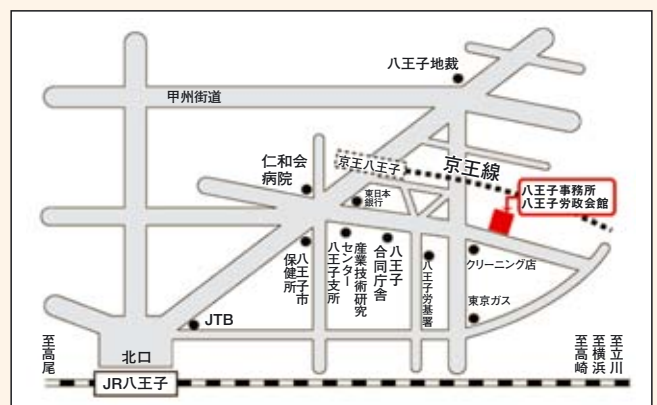 八王子地裁
甲州街道
仁和会
病院
京王八王子
京王線
東日本
銀行
八王子事務所
八王子労政会館
八王子市
保健所
産業技術研究
センター
八王子支所
八王子
合同庁舎
八王子労基署
クリーニング店
東京ガス
JTB
至高尾
北口
JR八王子
至立川
至横浜
至高崎